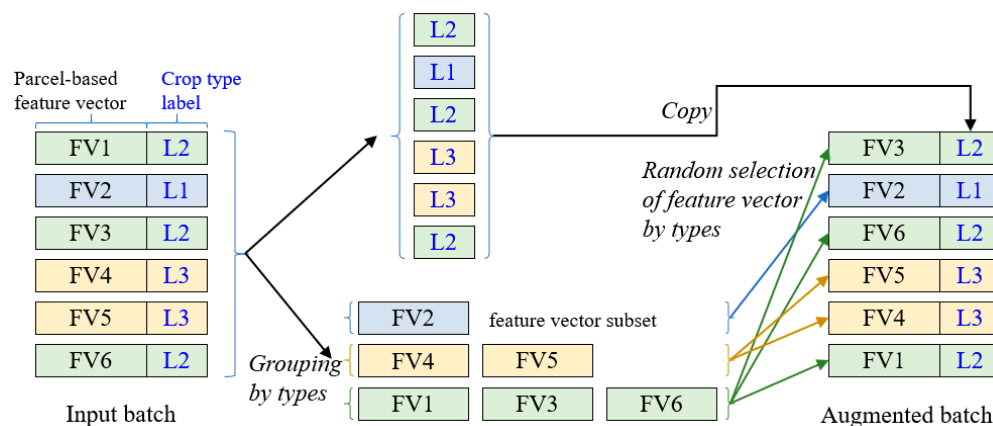 Parcel-based
feature vector
Crop type
label
FV1 L2
FV2 L1
FV3 L2
FV4 L3
FV5 L3
FV6 L2
Input batch
L2
L1
L2
L3
L3
L2
Copy
Grouping
by types
FV2 feature vector subset
FV4 FV5
FV1 FV3 FV6
Random selection
of feature vector
by types
FV3 L2
FV2 L1
FV6 L2
FV5 L3
FV4 L3
FV1 L2
Augmented batch